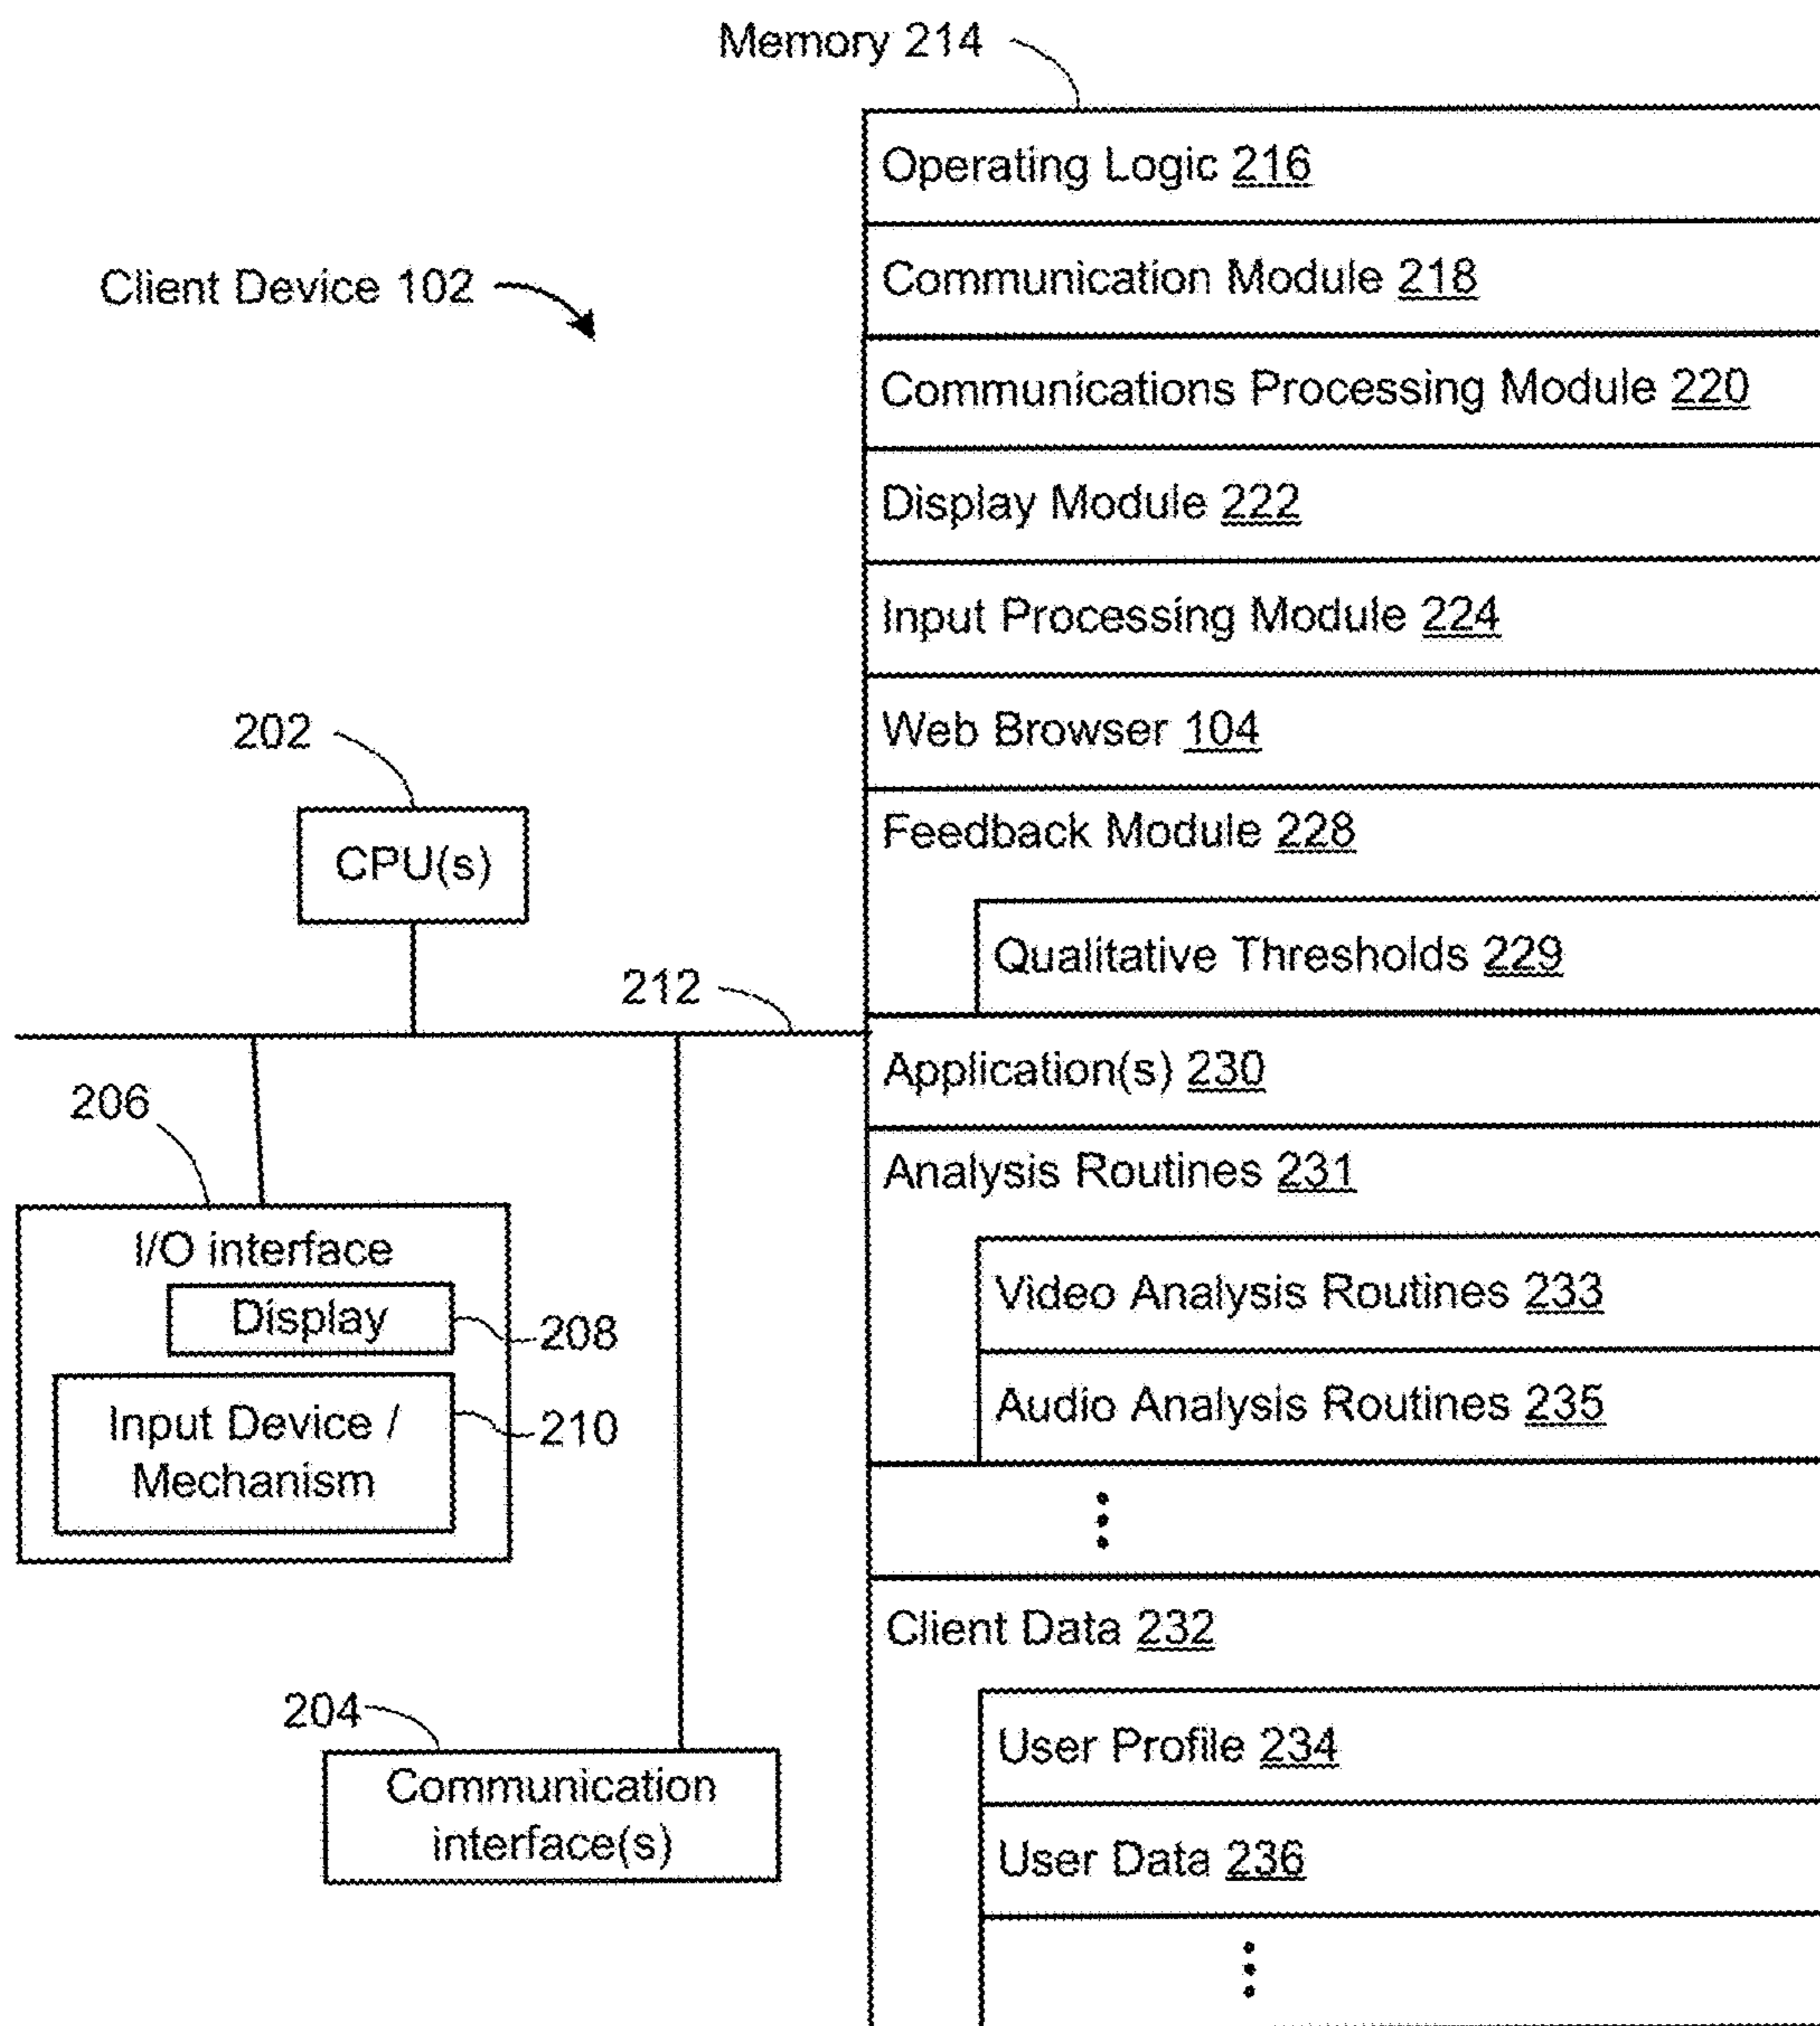 Memory 214
Operating Logic 216
Communication Module 218
Client Device 102
Communications Processing Module 220
Display Module 222
Input Processing Module 224
Web Browser 104
202
Feedback Module 228
CPU(s)
Qualitative Thresholds 229
212
Application(s) 230
206
Analysis Routines 231
I/O interface
Video Analysis Routines 233
Display
208
Audio Analysis Routines 235
Input Device /
Mechanism
210
Client Data 232
204
User Profile 234
Communication
interface(s)
User Data 236